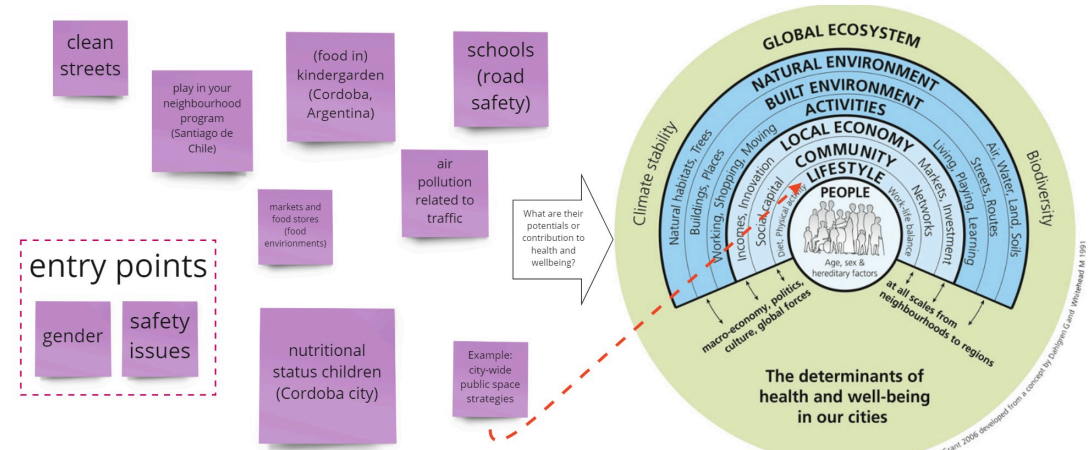 clean
streets
play in your
neighbourhood
program
(Santiago de
Chile)
(food in)
kindergarden
(Cordoba,
Argentina)
schools
(road
safety)
air
pollution
related to
traffic
markets and
food stores
(food
envirionments)
entry points
gender
safety
issues
nutritional
status children
(Cordoba city)
Example:
city-wide
public space
strategies
What are their
potentials or
contribution to
health and
wellbeing?
GLOBAL ECOSYSTEM
NATURAL ENVIRONMENT
BUILT ENVIRONMENT
ACTIVITIES
LOCAL ECONOMY
COMMUNITY
LIFESTYLE
PEOPLE
Climate stability
Natural habitats, Trees
Buildings, Places
Working, Shopping, Moving
Incomes, Innovation
Social capital
Diet, Physical activity
Work-life balance
Networks
Markets, Investment
Living, Playing, Learning
Streets, Routes
Air, Water, Land, Soils
Biodiversity
Age, sex &
hereditary factors
macro-economy, politics,
culture, global forces
at all scales from
neighbourhoods to regions
The determinants of
health and well-being
in our cities
Grant 2006 developed from a concept by Dahlgren G and Whitehead M 1991